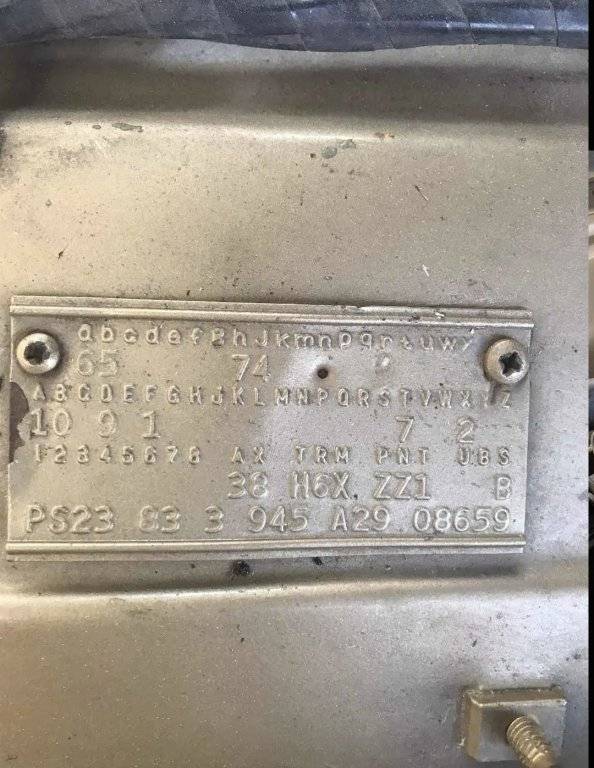 abcdefghjkmnpqrtuwx
65 74
ABCDEFGHJKLMNPQRSTVWXYZ
10 9 1 7 2
12345678 AX TRM PNT UBS
38 H6X ZZ1 B
PS23 83 3 945 A29 08659